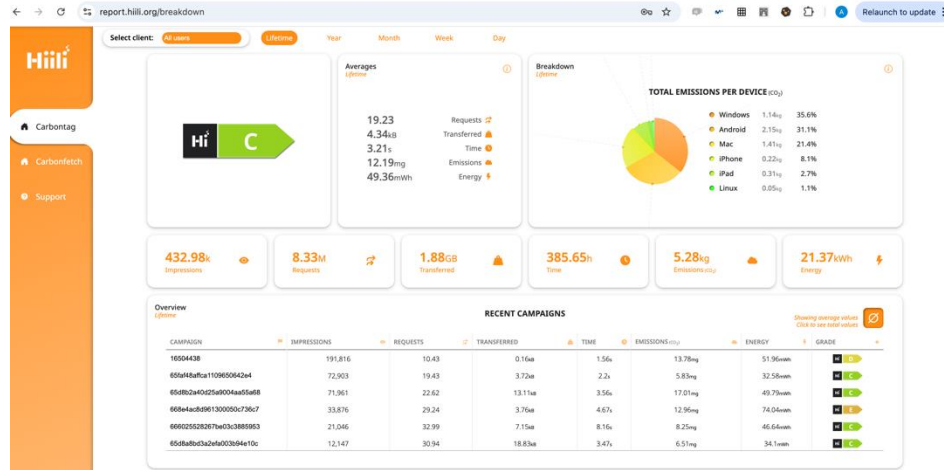 report.hiili.org/breakdown
A
Relaunch to update
Hiili
Carbontag
Carbonfetch
Support
Select client: All users Lifetime Year Month Week Day
Hi C
Averages
Lifetime
19.23 Requests
4.34kB Transferred
3.21s Time
12.19mg Emissions
49.36mWh Energy
Breakdown
Lifetime
TOTAL EMISSIONS PER DEVICE (CO2)
Windows 1.14kg 35.6%
Android 2.15kg 31.1%
Mac 1.41kg 21.4%
iPhone 0.22kg 8.1%
iPad 0.31kg 2.7%
Linux 0.05kg 1.1%
432.98k
Impressions
8.33M
Requests
1.88GB
Transferred
385.65h
Time
5.28kg
Emissions (CO2)
21.37kWh
Energy
Overview
Lifetime
RECENT CAMPAIGNS
Showing average values
Click to see total values
CAMPAIGN IMPRESSIONS REQUESTS TRANSFERRED TIME EMISSIONS (CO2) ENERGY GRADE
16504438 191,816 10.43 0.16kB 1.56s 13.78mg 51.96mWh Hi D
65faf48affca1109650642e4 72,903 19.43 3.72kB 2.2s 5.83mg 32.58mWh Hi C
65d8b2a40d25a9004aa55a68 71,961 22.62 13.11kB 3.56s 17.01mg 49.79mWh Hi C
668e4ac8d961300050c736c7 33,876 29.24 3.76kB 4.67s 12.96mg 74.04mWh Hi E
666025528267be03c3885953 21,046 32.99 7.15kB 8.16s 8.25mg 46.64mWh Hi C
65d8a8bd3a2efa003b94e10c 12,147 30.94 18.83kB 3.47s 6.51mg 34.1mWh Hi C